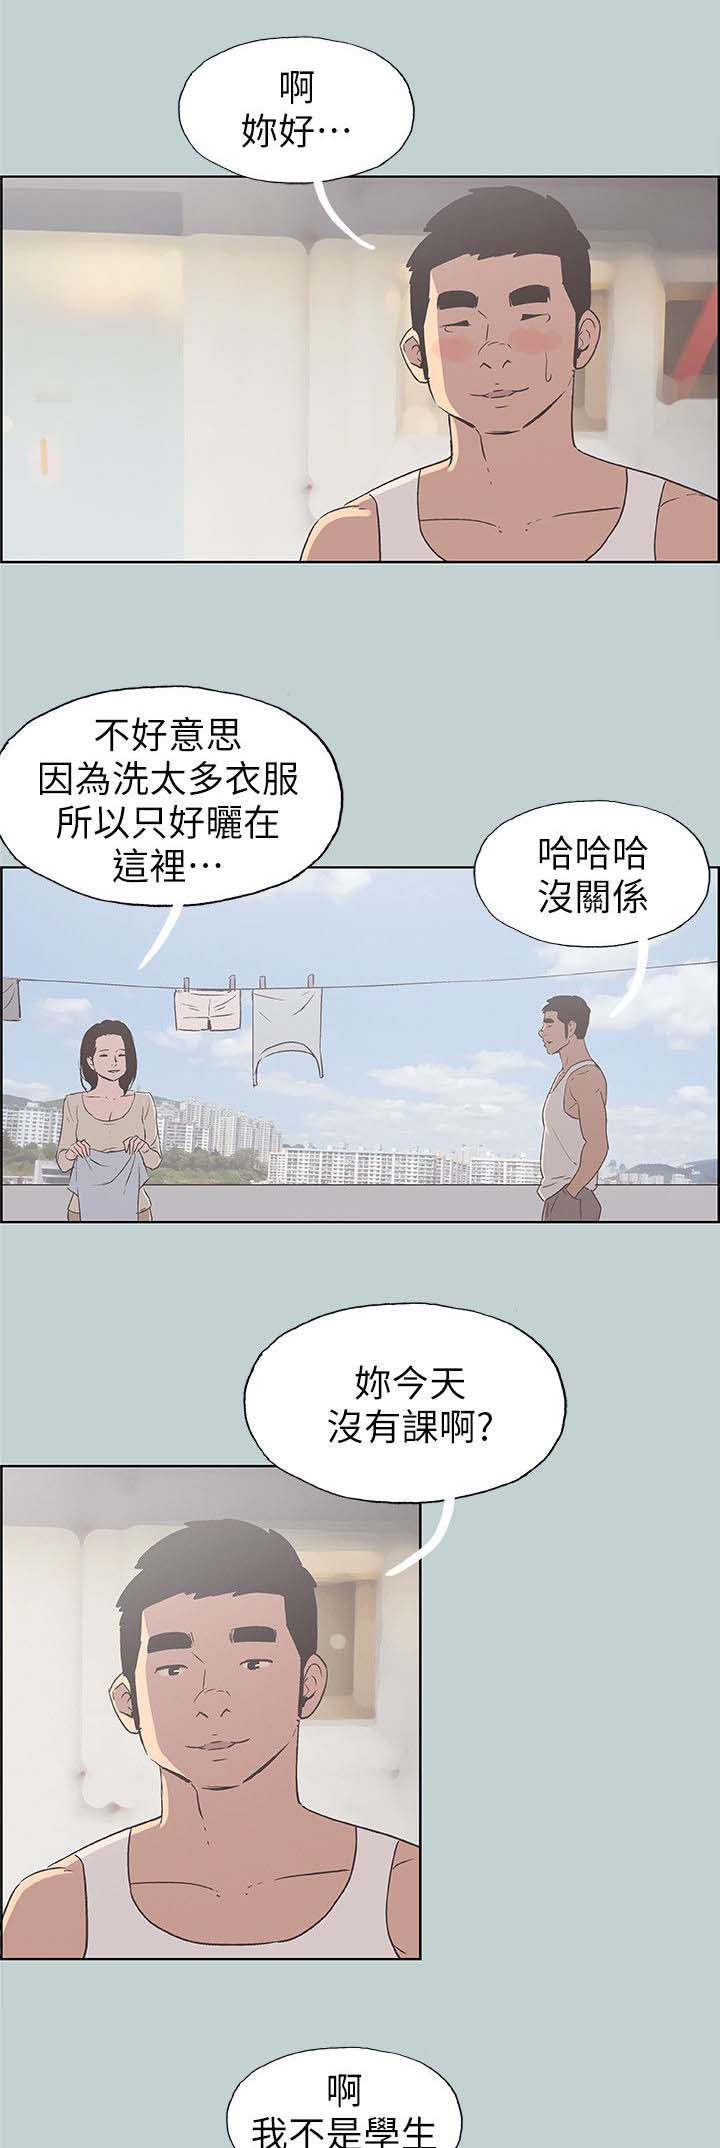 啊
妳好⋯
不好意思
因為洗太多衣服
所以只好曬在
這裡⋯
哈哈哈
沒關係
妳今天
沒有課啊?
啊
我不是學生